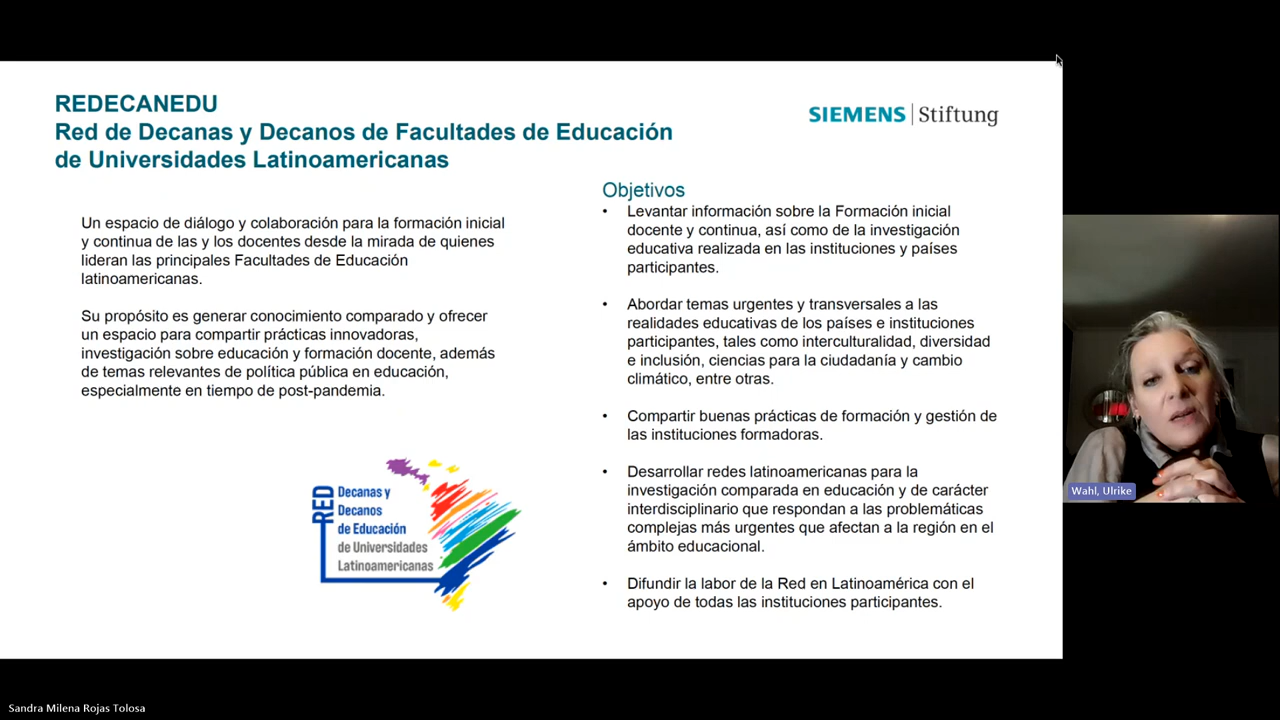 REDECANEDU
Red de Decanas y Decanos de Facultades de Educación
de Universidades Latinoamericanas
SIEMENS | Stiftung
Un espacio de diálogo y colaboración para la formación inicial
y continua de las y los docentes desde la mirada de quienes
lideran las principales Facultades de Educación
latinoamericanas.
Su propósito es generar conocimiento comparado y ofrecer
un espacio para compartir prácticas innovadoras,
investigación sobre educación y formación docente, además
de temas relevantes de política pública en educación,
especialmente en tiempo de post-pandemia.
RED
Decanas y
Decanos
de Educación
de Universidades
Latinoamericanas
Objetivos
• Levantar información sobre la Formación inicial
docente y continua, así como de la investigación
educativa realizada en las instituciones y países
participantes.
• Abordar temas urgentes y transversales a las
realidades educativas de los países e instituciones
participantes, tales como interculturalidad, diversidad
e inclusión, ciencias para la ciudadanía y cambio
climático, entre otras.
• Compartir buenas prácticas de formación y gestión de
las instituciones formadoras.
• Desarrollar redes latinoamericanas para la
investigación comparada en educación y de carácter
interdisciplinario que respondan a las problemáticas
complejas más urgentes que afectan a la región en el
ámbito educacional.
• Difundir la labor de la Red en Latinoamérica con el
apoyo de todas las instituciones participantes.
Wahl, Ulrike
Sandra Milena Rojas Tolosa